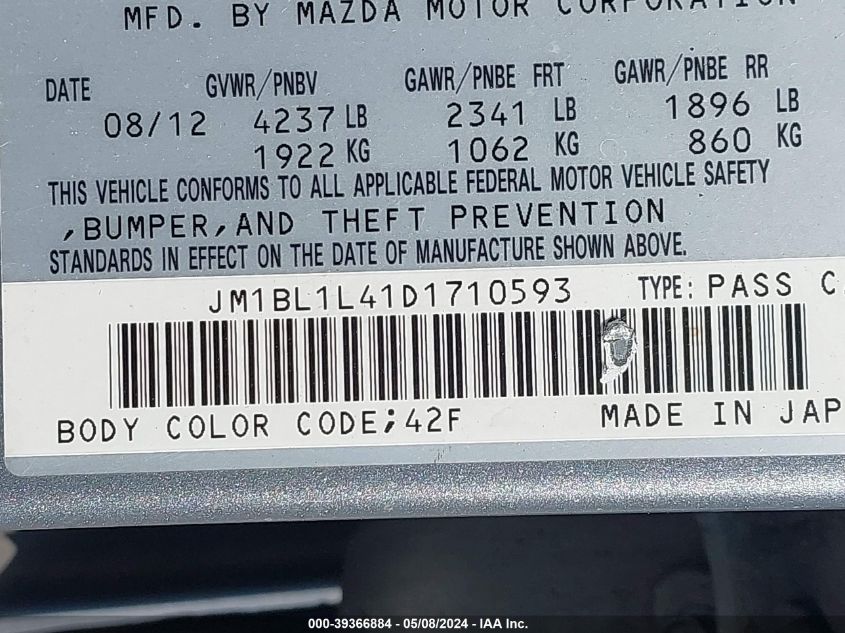 MFD. BY MAZDA MOTOR CORPORATION
DATE GVWR/PNBV GAWR/PNBE FRT GAWR/PNBE RR
08/12 4237 LB 2341 LB 1896 LB
1922 KG 1062 KG 860 KG
THIS VEHICLE CONFORMS TO ALL APPLICABLE FEDERAL MOTOR VEHICLE SAFETY
,BUMPER,AND THEFT PREVENTION
STANDARDS IN EFFECT ON THE DATE OF MANUFACTURE SHOWN ABOVE.
JM1BL1L41D1710593 TYPE: PASS C
BODY COLOR CODE;42F MADE IN JAP
000-39366884 - 05/08/2024 - IAA Inc.